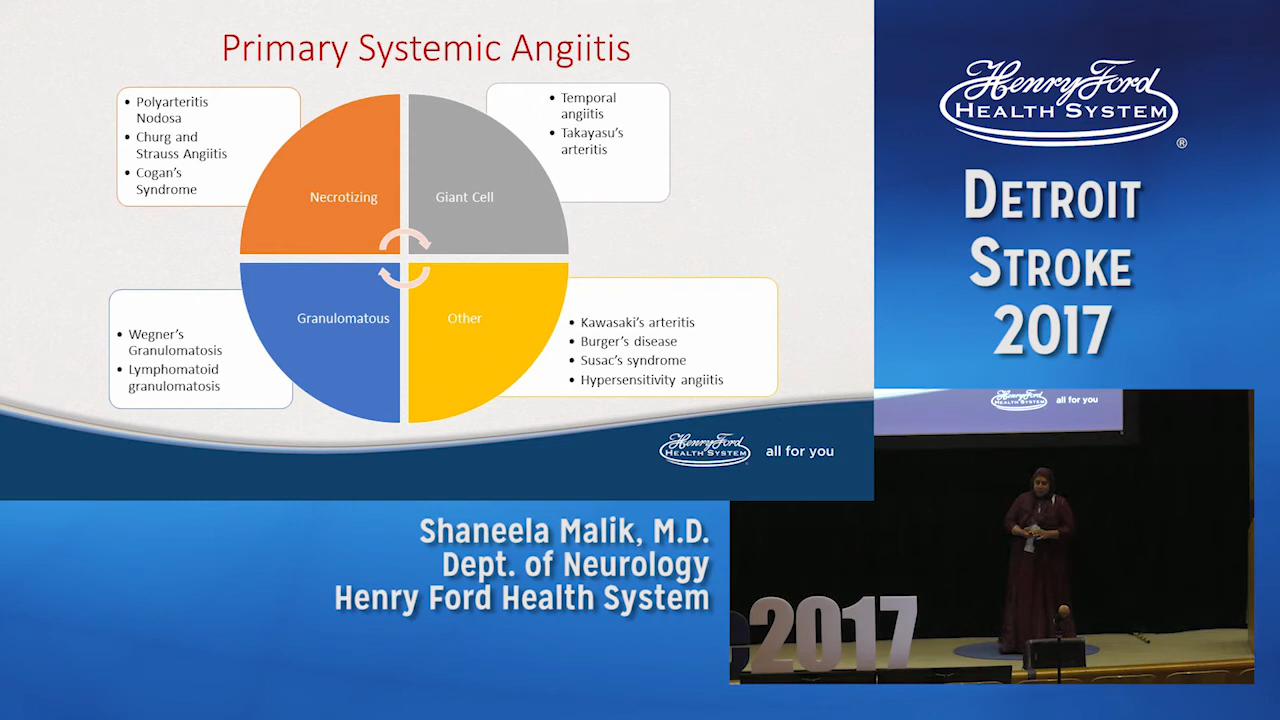 Primary Systemic Angiitis
• Polyarteritis
Nodosa
• Churg and
Strauss Angiitis
• Cogan's
Syndrome
• Temporal
angiitis
• Takayasu's
arteritis
Necrotizing
Giant Cell
Granulomatous
Other
• Wegner's
Granulomatosis
• Lymphomatoid
granulomatosis
• Kawasaki's arteritis
• Burger's disease
• Susac's syndrome
• Hypersensitivity angiitis
Henry Ford
HEALTH SYSTEM
all for you
Henry Ford
HEALTH SYSTEM®
DETROIT
STROKE
2017
Henry Ford
HEALTH SYSTEM
all for you
2017
Shaneela Malik, M.D.
Dept. of Neurology
Henry Ford Health System